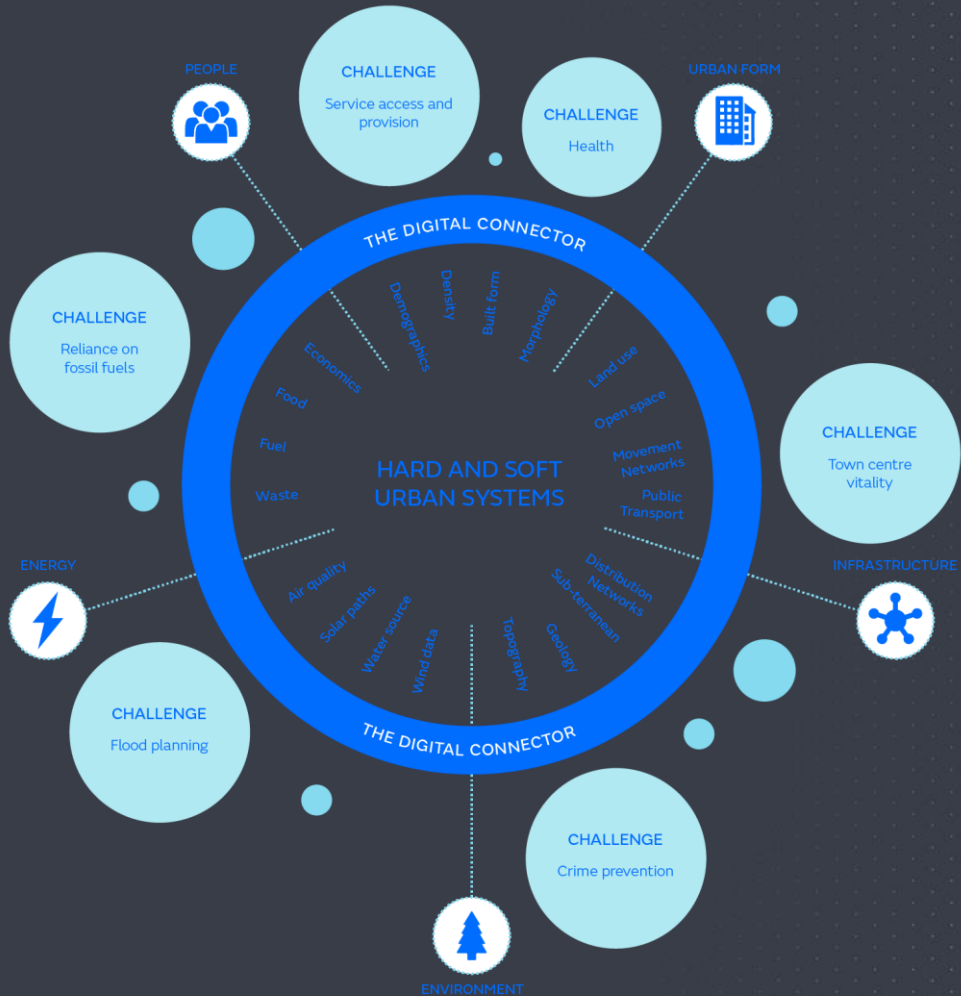 PEOPLE
CHALLENGE
Service access and
provision
CHALLENGE
Health
URBAN FORM
THE DIGITAL CONNECTOR
CHALLENGE
Reliance on
fossil fuels
Waste
Fuel
Food
Economics
Demographics
Density
Built form
Morphology
Land use
Open space
Movement
Networks
Public
Transport
HARD AND SOFT
URBAN SYSTEMS
CHALLENGE
Town centre
vitality
ENERGY
INFRASTRUCTURE
Air quality
Solar paths
Water source
Wind data
Topography
Geology
Sub-terranean
Distribution
Networks
CHALLENGE
Flood planning
THE DIGITAL CONNECTOR
CHALLENGE
Crime prevention
ENVIRONMENT